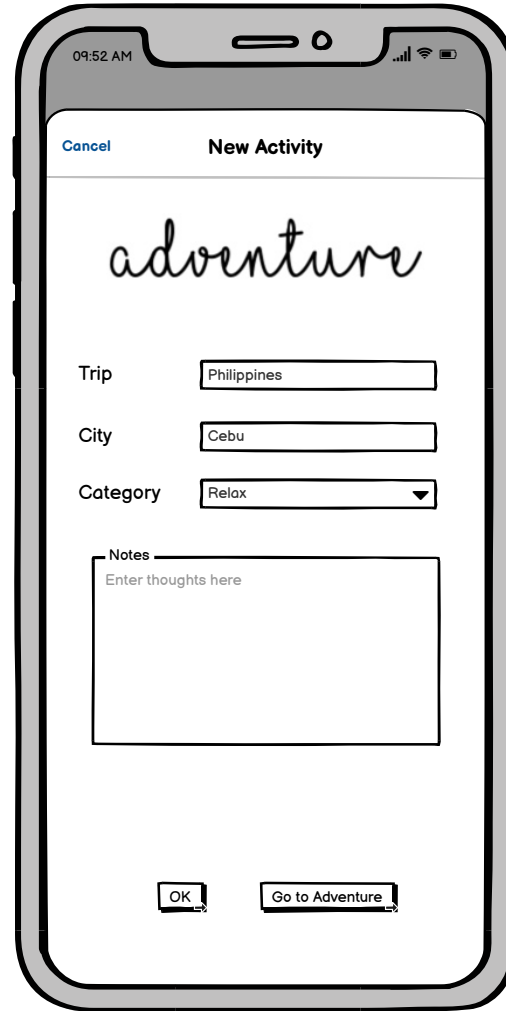 09:52 AM
Cancel New Activity
adventure
Trip Philippines
City Cebu
Category Relax
Notes
Enter thoughts here
OK Go to Adventure